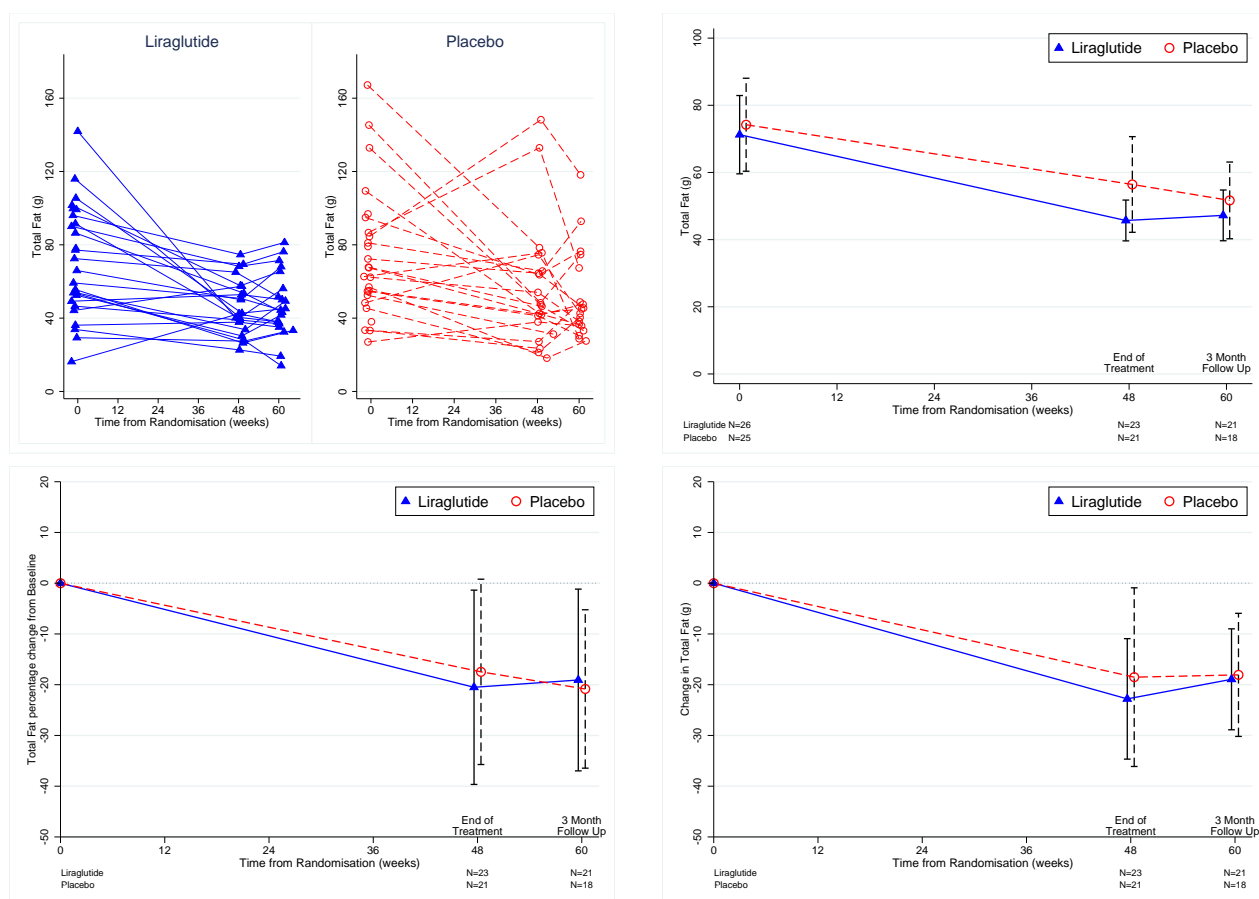 Liraglutide
Placebo
Total Fat (g)
0 40 80 120 160
0 12 24 36 48 60
Time from Randomisation (weeks)
Total Fat (g)
0 40 80 120 160
0 12 24 36 48 60
Time from Randomisation (weeks)
Liraglutide Placebo
Total Fat (g)
0 20 40 60 80 100
End of Treatment
3 Month Follow Up
0 12 24 36 48 60
Time from Randomisation (weeks)
Liraglutide N=26 N=23 N=21
Placebo N=25 N=21 N=18
Liraglutide Placebo
Total Fat percentage change from Baseline
-50 -40 -30 -20 -10 0 10 20
End of Treatment
3 Month Follow Up
0 12 24 36 48 60
Time from Randomisation (weeks)
Liraglutide N=23 N=21
Placebo N=21 N=18
Liraglutide Placebo
Change in Total Fat (g)
-50 -40 -30 -20 -10 0 10 20
End of Treatment
3 Month Follow Up
0 12 24 36 48 60
Time from Randomisation (weeks)
Liraglutide N=23 N=21
Placebo N=21 N=18